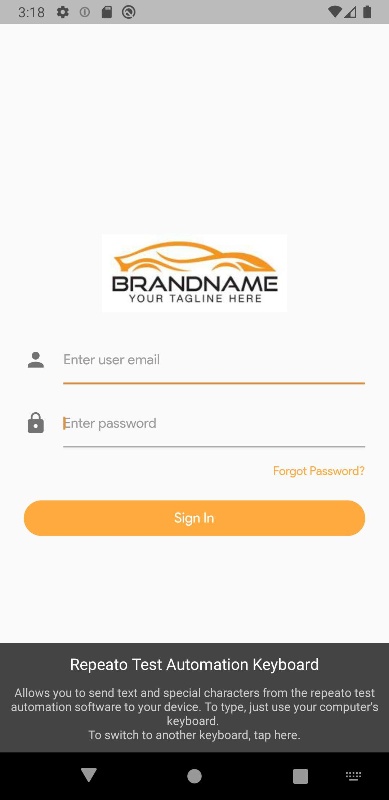 3:18
BRANDNAME
YOUR TAGLINE HERE
Enter user email
Enter password
Forgot Password?
Sign In
Repeato Test Automation Keyboard
Allows you to send text and special characters from the repeato test
automation software to your device. To type, just use your computer's
keyboard.
To switch to another keyboard, tap here.